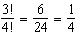 3!/4! = 6/24 = 1/4